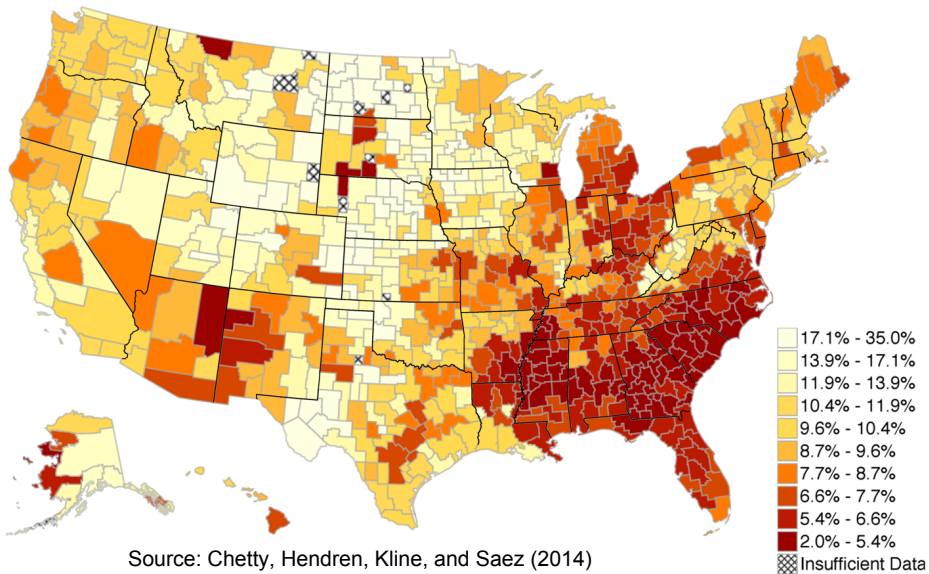 17.1% - 35.0%
13.9% - 17.1%
11.9% - 13.9%
10.4% - 11.9%
9.6% - 10.4%
8.7% - 9.6%
7.7% - 8.7%
6.6% - 7.7%
5.4% - 6.6%
2.0% - 5.4%
Insufficient Data
Source: Chetty, Hendren, Kline, and Saez (2014)